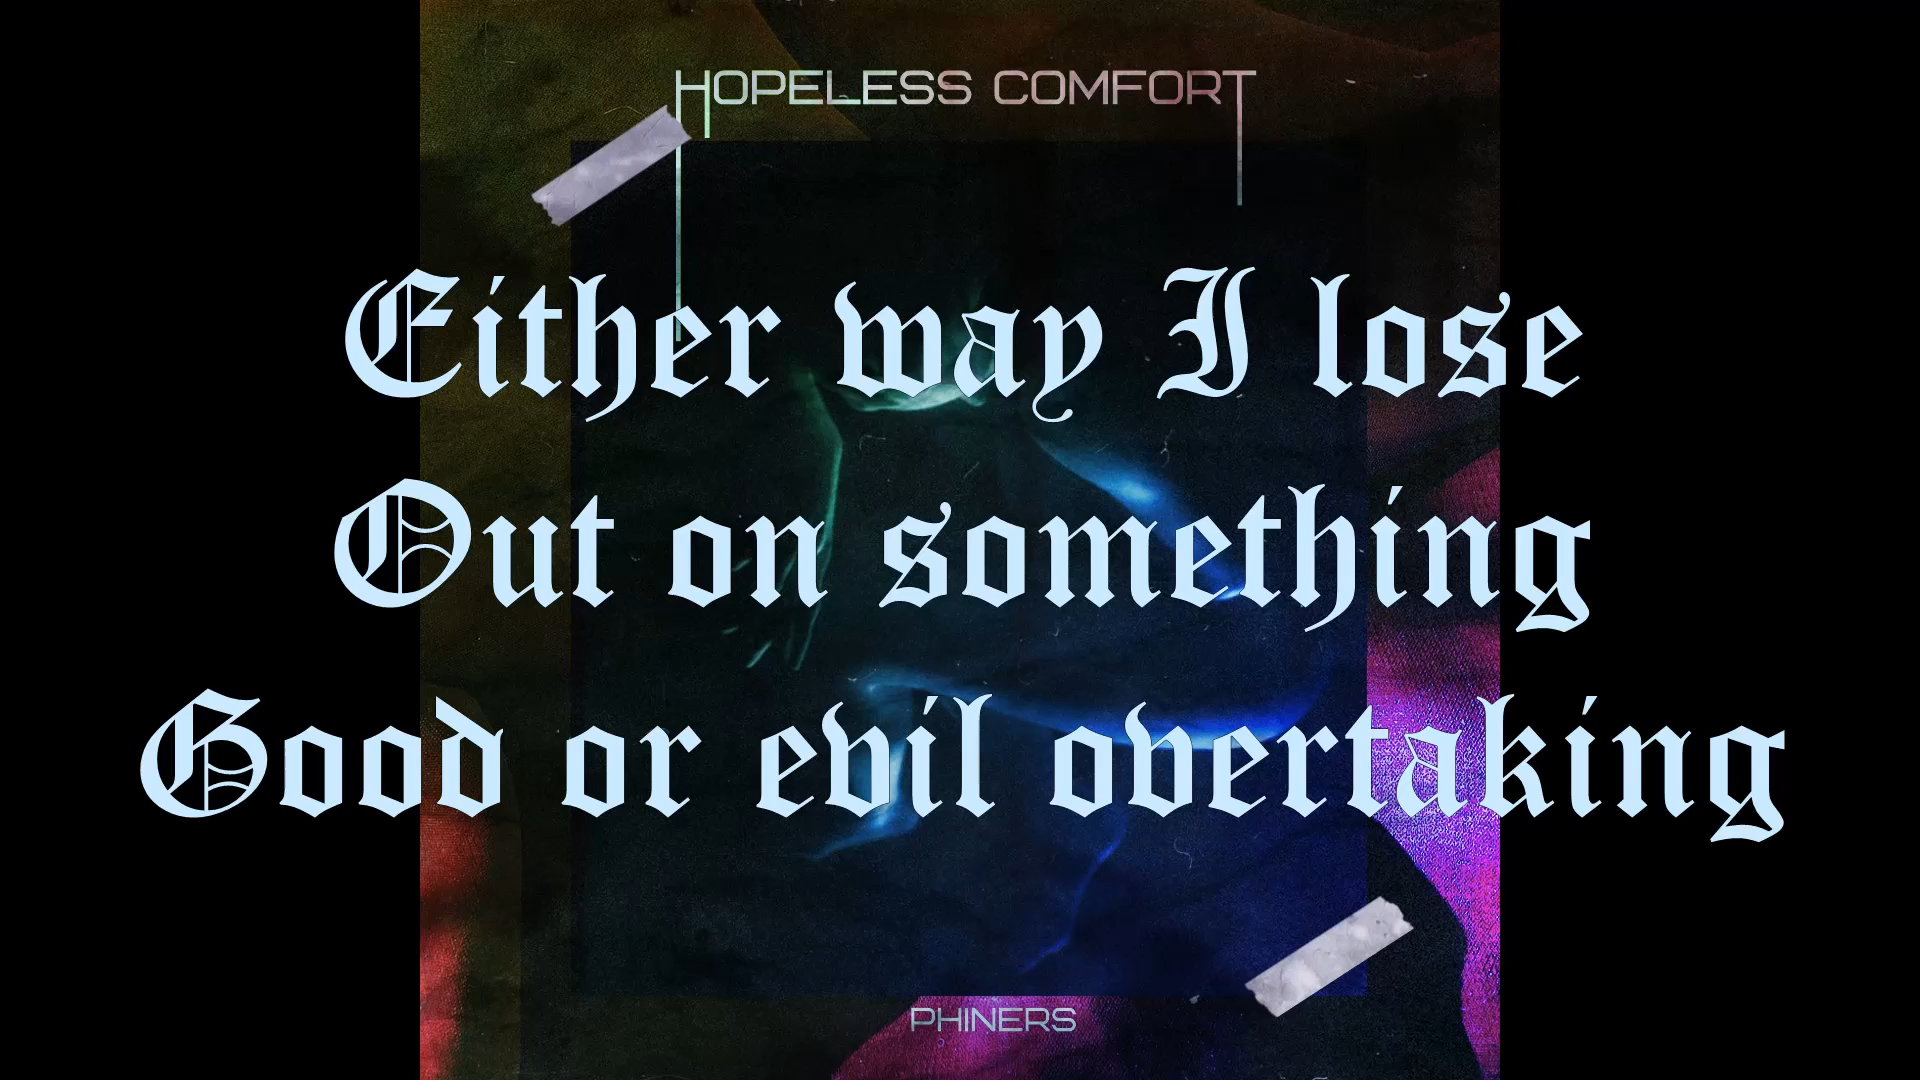 HOPELESS COMFORT
Either way I lose
Out on something
Good or evil overtaking
PHINERS